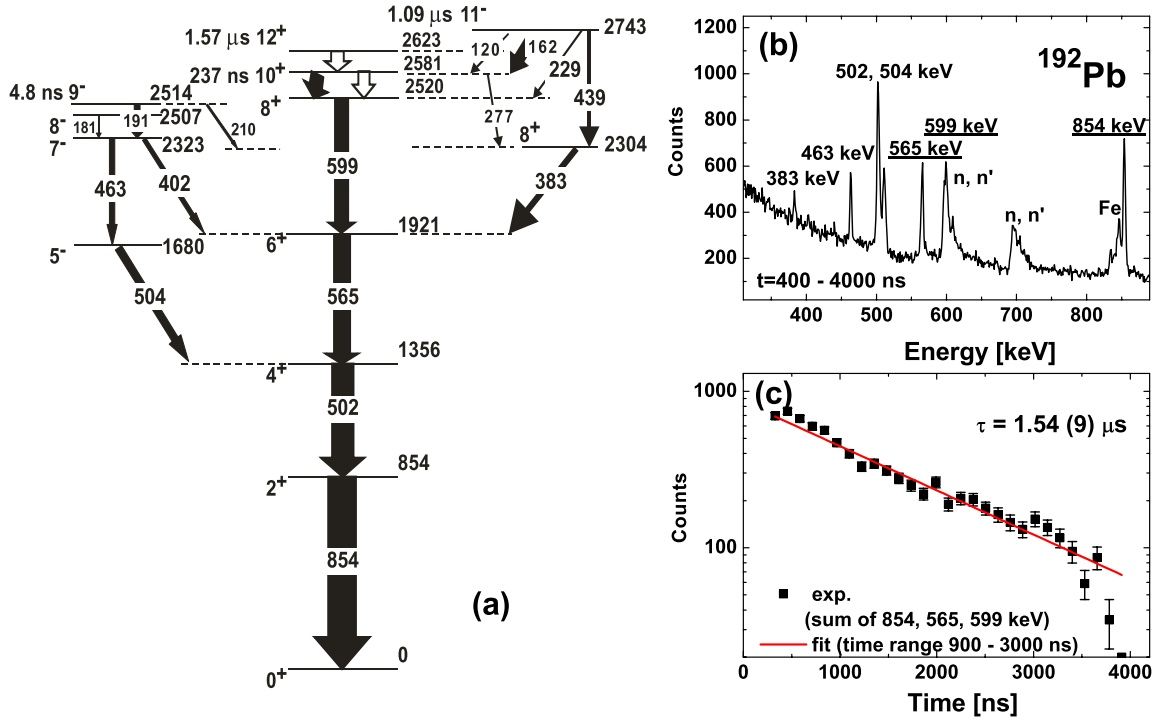 1.09 μs 11⁻ 2743
1.57 μs 12⁺ 2623
120 162
237 ns 10⁺ 2581
229
4.8 ns 9⁻ 2514
8⁺ 2520
439
8⁻ 181 191 2507
210
277
7⁻ 2323
8⁺ 2304
599
463 402
383
6⁺ 1921
5⁻ 1680
504
565
4⁺ 1356
502
2⁺ 854
854
(a)
0⁺ 0
(b)
¹⁹²Pb
1200
1000
800
600
400
200
Counts
502, 504 keV
599 keV 854 keV
463 keV 565 keV
383 keV
n, n'
n, n'
Fe
t=400 - 4000 ns
400 500 600 700 800
Energy [keV]
(c)
τ = 1.54 (9) μs
1000
100
Counts
exp.
(sum of 854, 565, 599 keV)
fit (time range 900 - 3000 ns)
0 1000 2000 3000 4000
Time [ns]